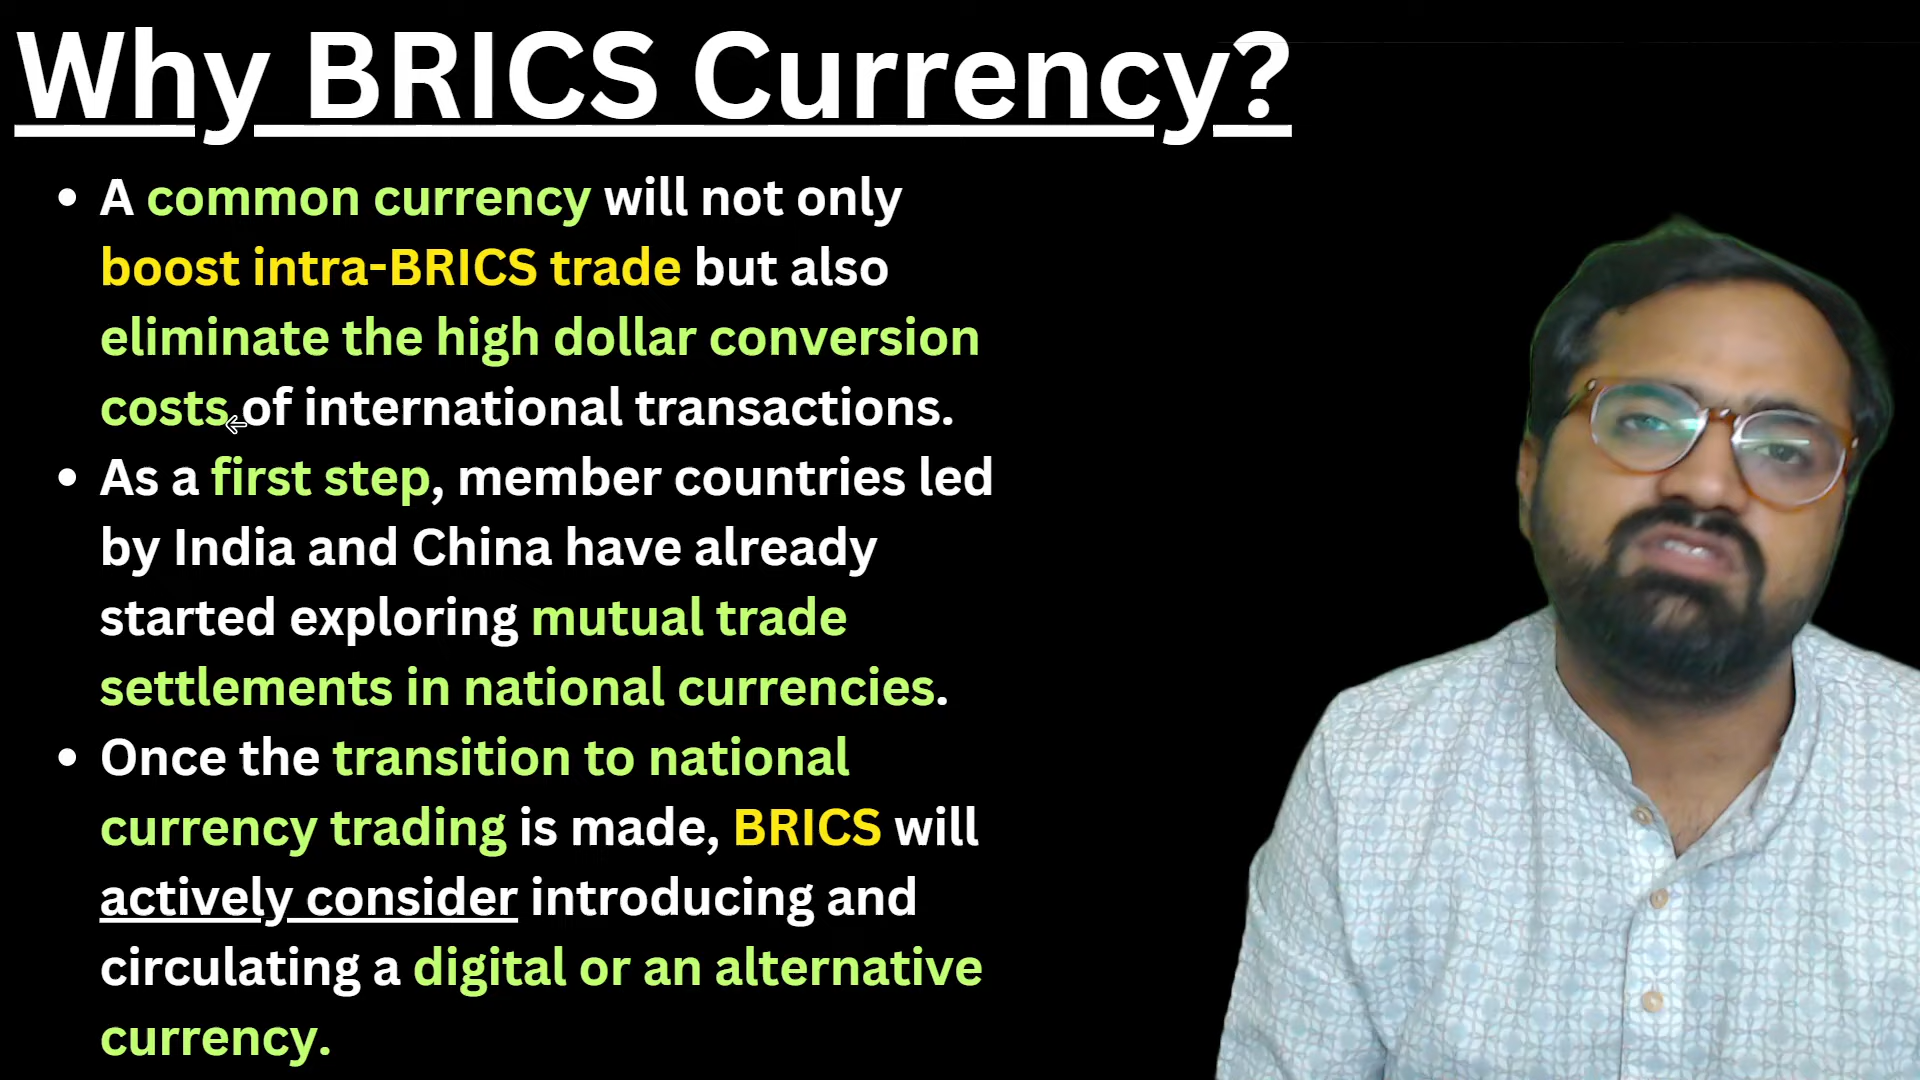 Why BRICS Currency?
• A common currency will not only
boost intra-BRICS trade but also
eliminate the high dollar conversion
costs of international transactions.
• As a first step, member countries led
by India and China have already
started exploring mutual trade
settlements in national currencies.
• Once the transition to national
currency trading is made, BRICS will
actively consider introducing and
circulating a digital or an alternative
currency.